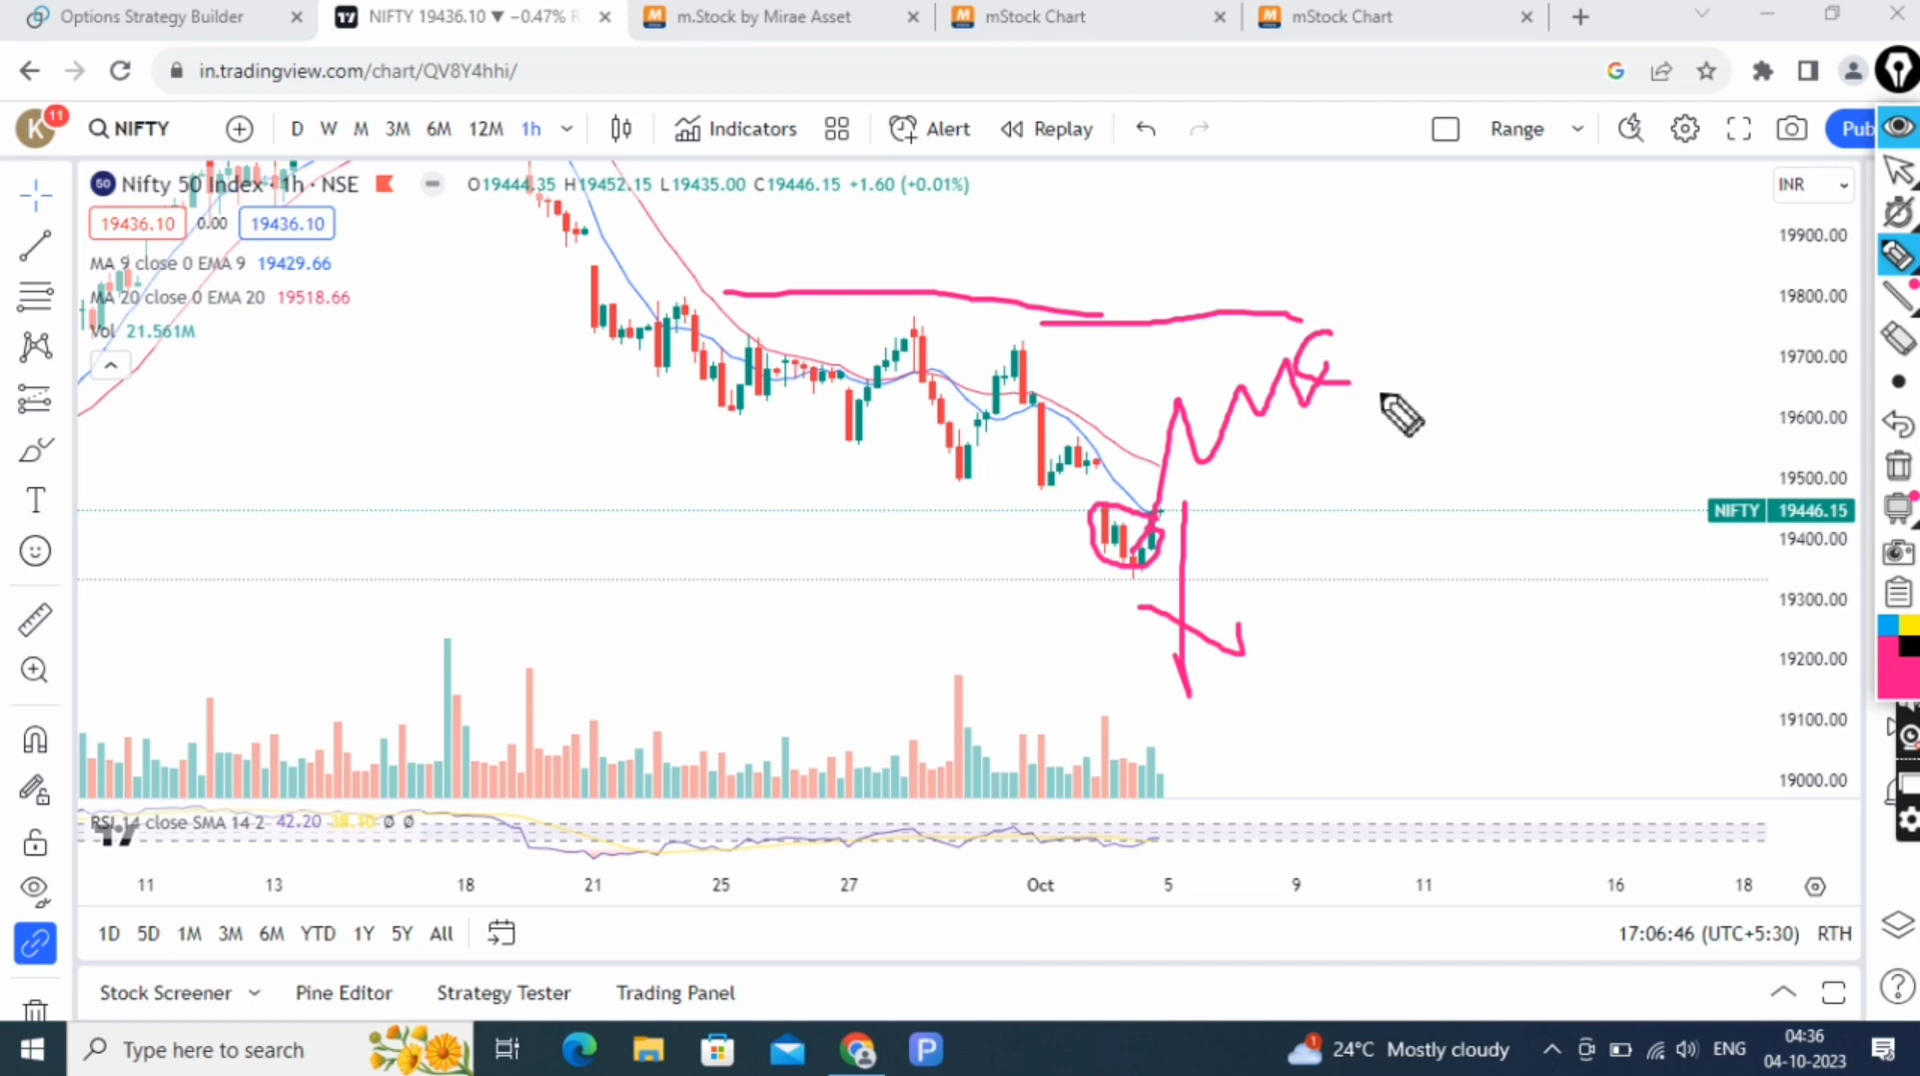 Options Strategy Builder
NIFTY 19436.10 ▼ −0.47%
m.Stock by Mirae Asset
mStock Chart
mStock Chart
in.tradingview.com/chart/QV8Y4hhi/
K 11
NIFTY D W M 3M 6M 12M 1h Indicators Alert Replay Range Pub
Nifty 50 Index · 1h · NSE O19444.35 H19452.15 L19435.00 C19446.15 +1.60 (+0.01%) INR
19436.10 0.00 19436.10
MA 9 close 0 EMA 9 19429.66
MA 20 close 0 EMA 20 19518.66
Vol 21.561M
19900.00
19800.00
19700.00
19600.00
19500.00
NIFTY 19446.15
19400.00
19300.00
19200.00
19100.00
19000.00
RSI 14 close SMA 14 2 42.20 38.10 Ø Ø
11 13 18 21 25 27 Oct 5 9 11 16 18
1D 5D 1M 3M 6M YTD 1Y 5Y All 17:06:46 (UTC+5:30) RTH
Stock Screener Pine Editor Strategy Tester Trading Panel
Type here to search 24°C Mostly cloudy ENG 04:36
04-10-2023